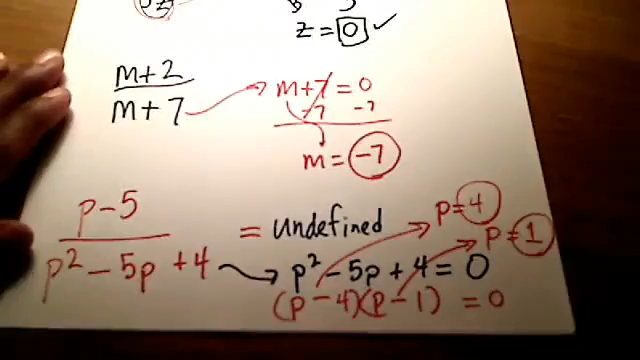 z = 0 ✓
m+2
m+7
m+7 = 0
-7 -7
m = -7
p-5
p² - 5p + 4
= undefined
p = 4
p = 1
p² - 5p + 4 = 0
(p - 4)(p - 1) = 0